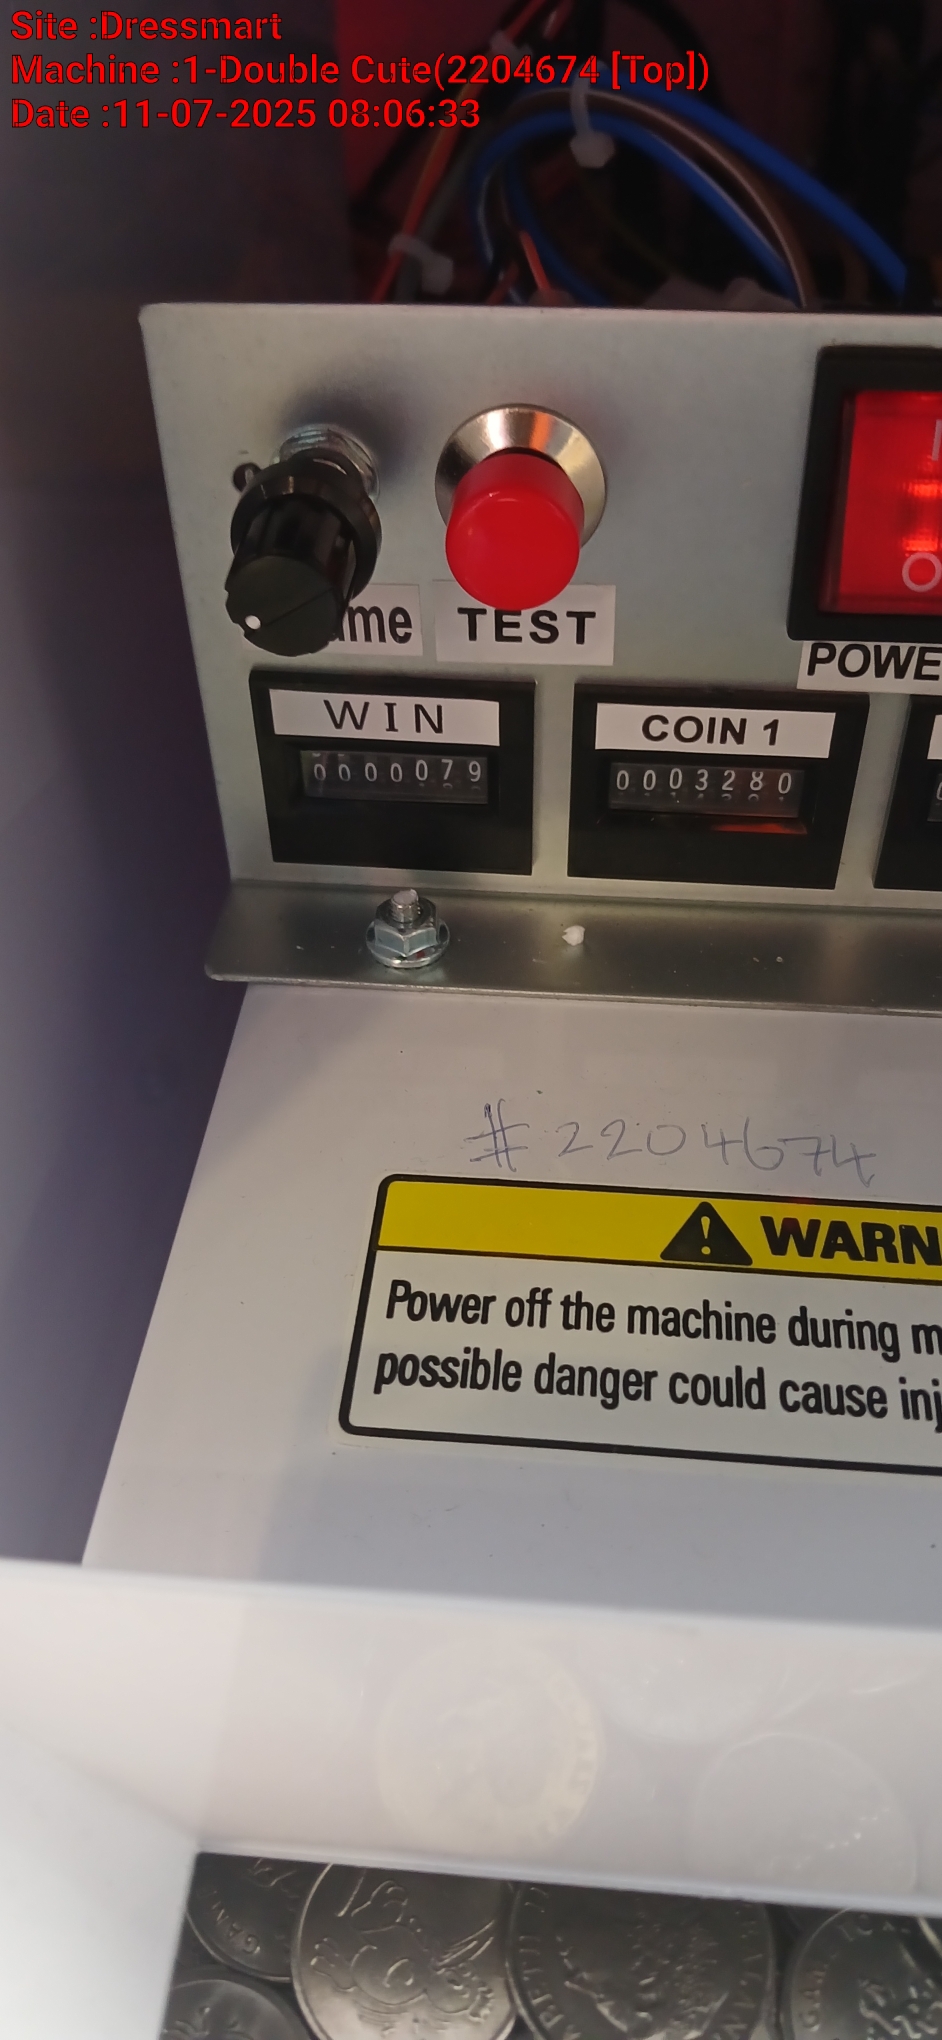 Site :Dressmart
Machine :1-Double Cute(2204674 [Top])
Date :11-07-2025 08:06:33
I
O
TEST
POWE
WIN
COIN 1
0000079
0003280
#2204674
WARN
Power off the machine during m
possible danger could cause inj